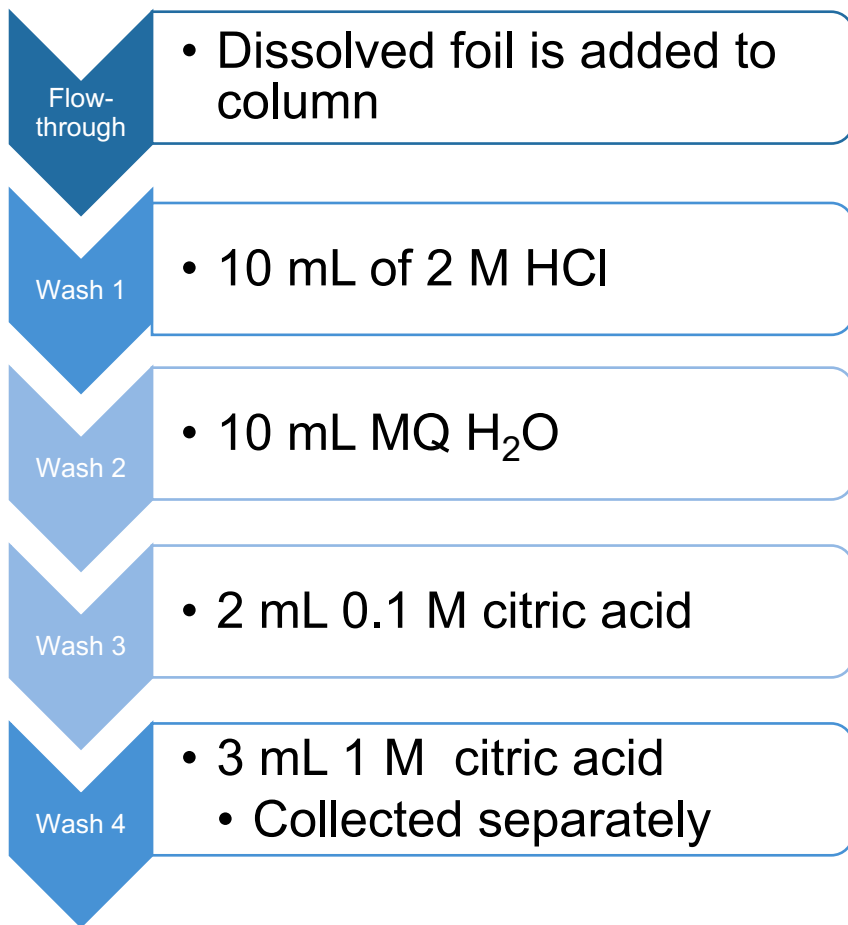 Flow-
through
• Dissolved foil is added to
column
Wash 1
• 10 mL of 2 M HCl
Wash 2
• 10 mL MQ H₂O
Wash 3
• 2 mL 0.1 M citric acid
Wash 4
• 3 mL 1 M  citric acid
• Collected separately